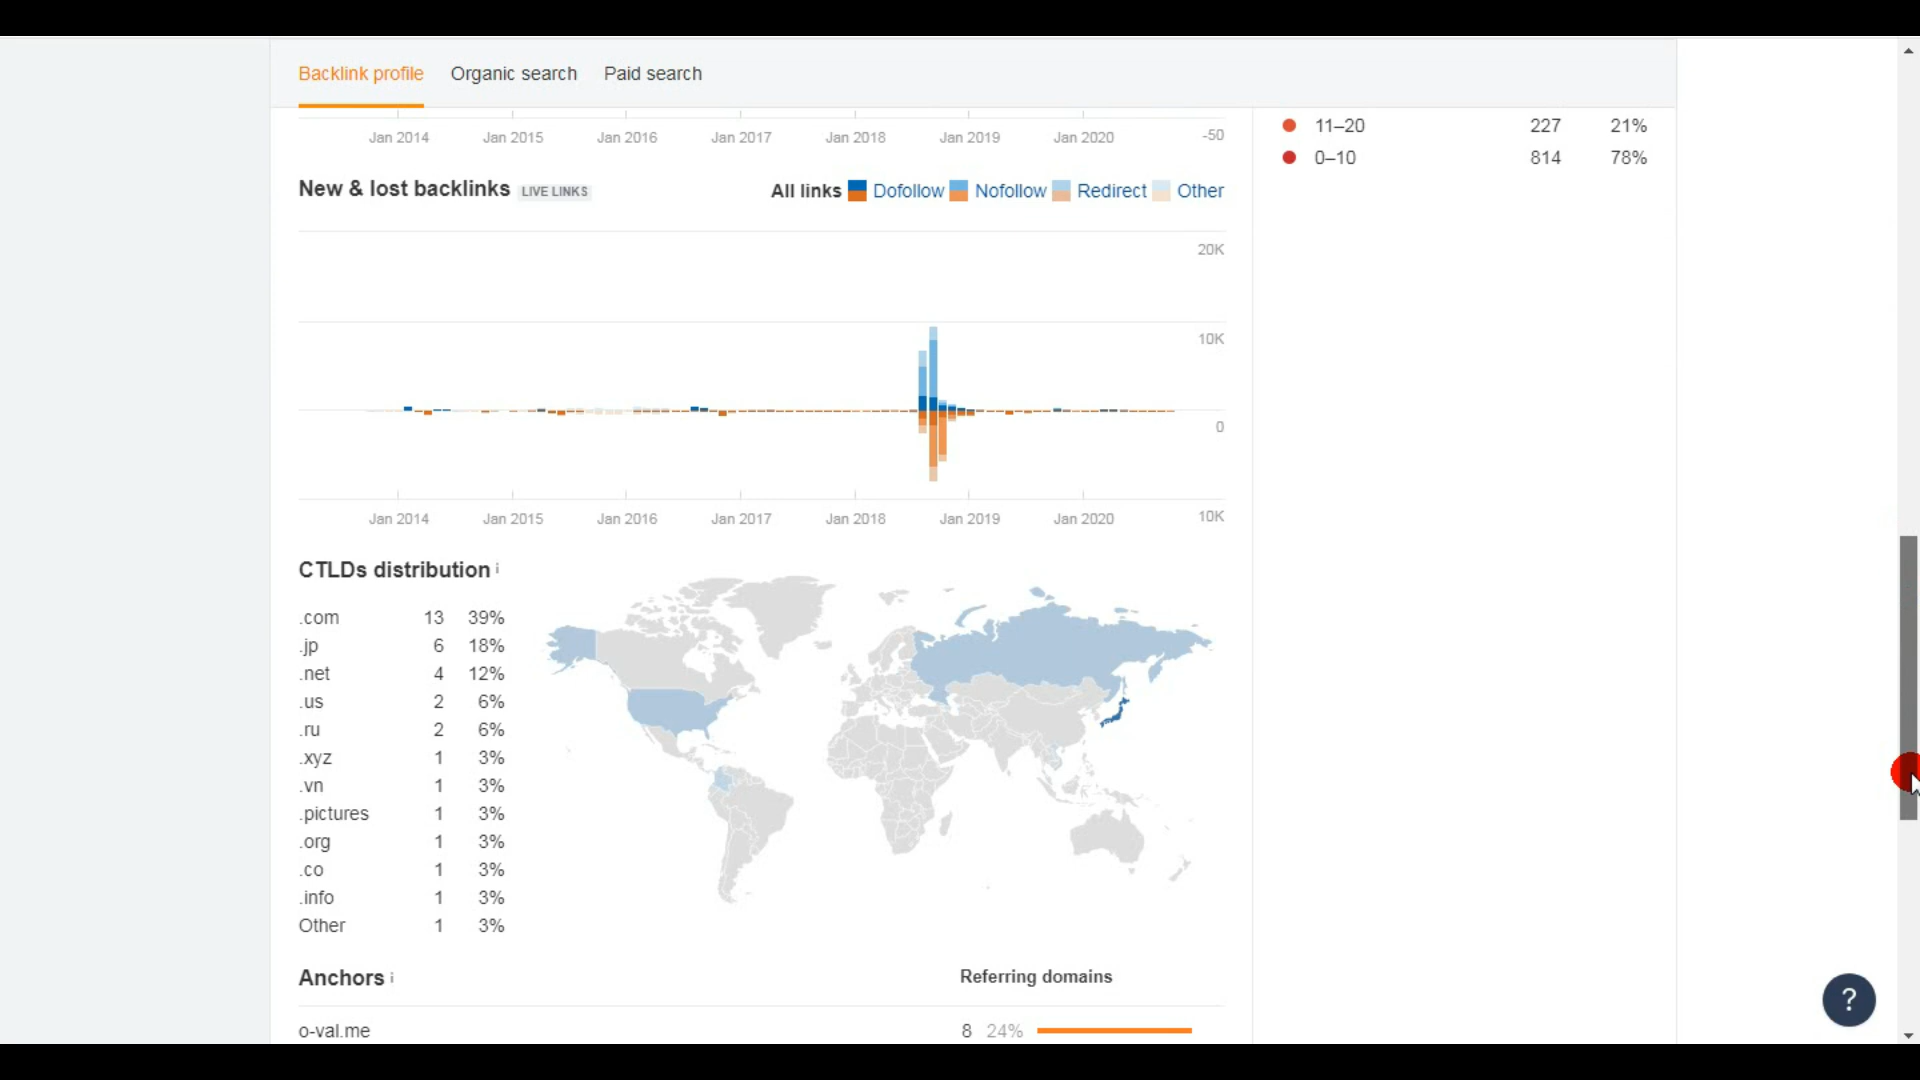 Backlink profile Organic search Paid search
Jan 2014 Jan 2015 Jan 2016 Jan 2017 Jan 2018 Jan 2019 Jan 2020 -50
11–20 227 21%
0–10 814 78%
New & lost backlinks LIVE LINKS All links Dofollow Nofollow Redirect Other
20K
10K
0
10K
Jan 2014 Jan 2015 Jan 2016 Jan 2017 Jan 2018 Jan 2019 Jan 2020
CTLDs distribution i
.com 13 39%
.jp 6 18%
.net 4 12%
.us 2 6%
.ru 2 6%
.xyz 1 3%
.vn 1 3%
.pictures 1 3%
.org 1 3%
.co 1 3%
.info 1 3%
Other 1 3%
Anchors i Referring domains
o-val.me 8 24%
?